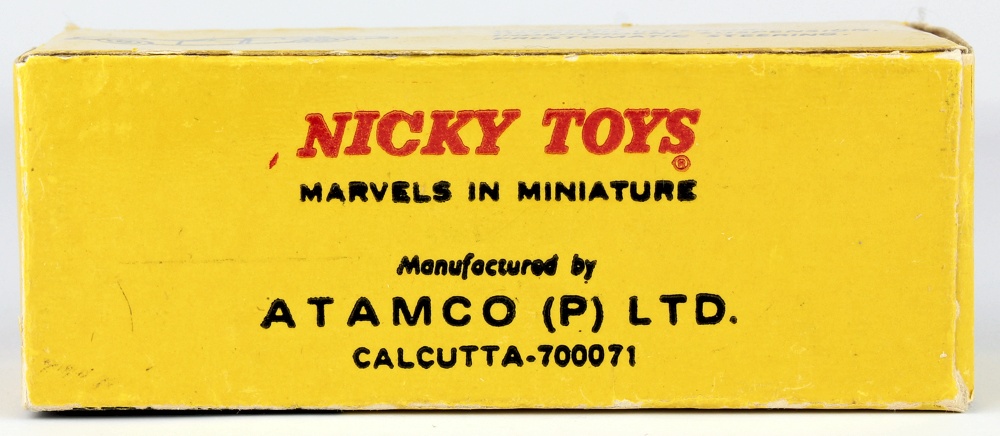 NICKY TOYS
®
MARVELS IN MINIATURE
Manufactured by
ATAMCO (P) LTD.
CALCUTTA-700071